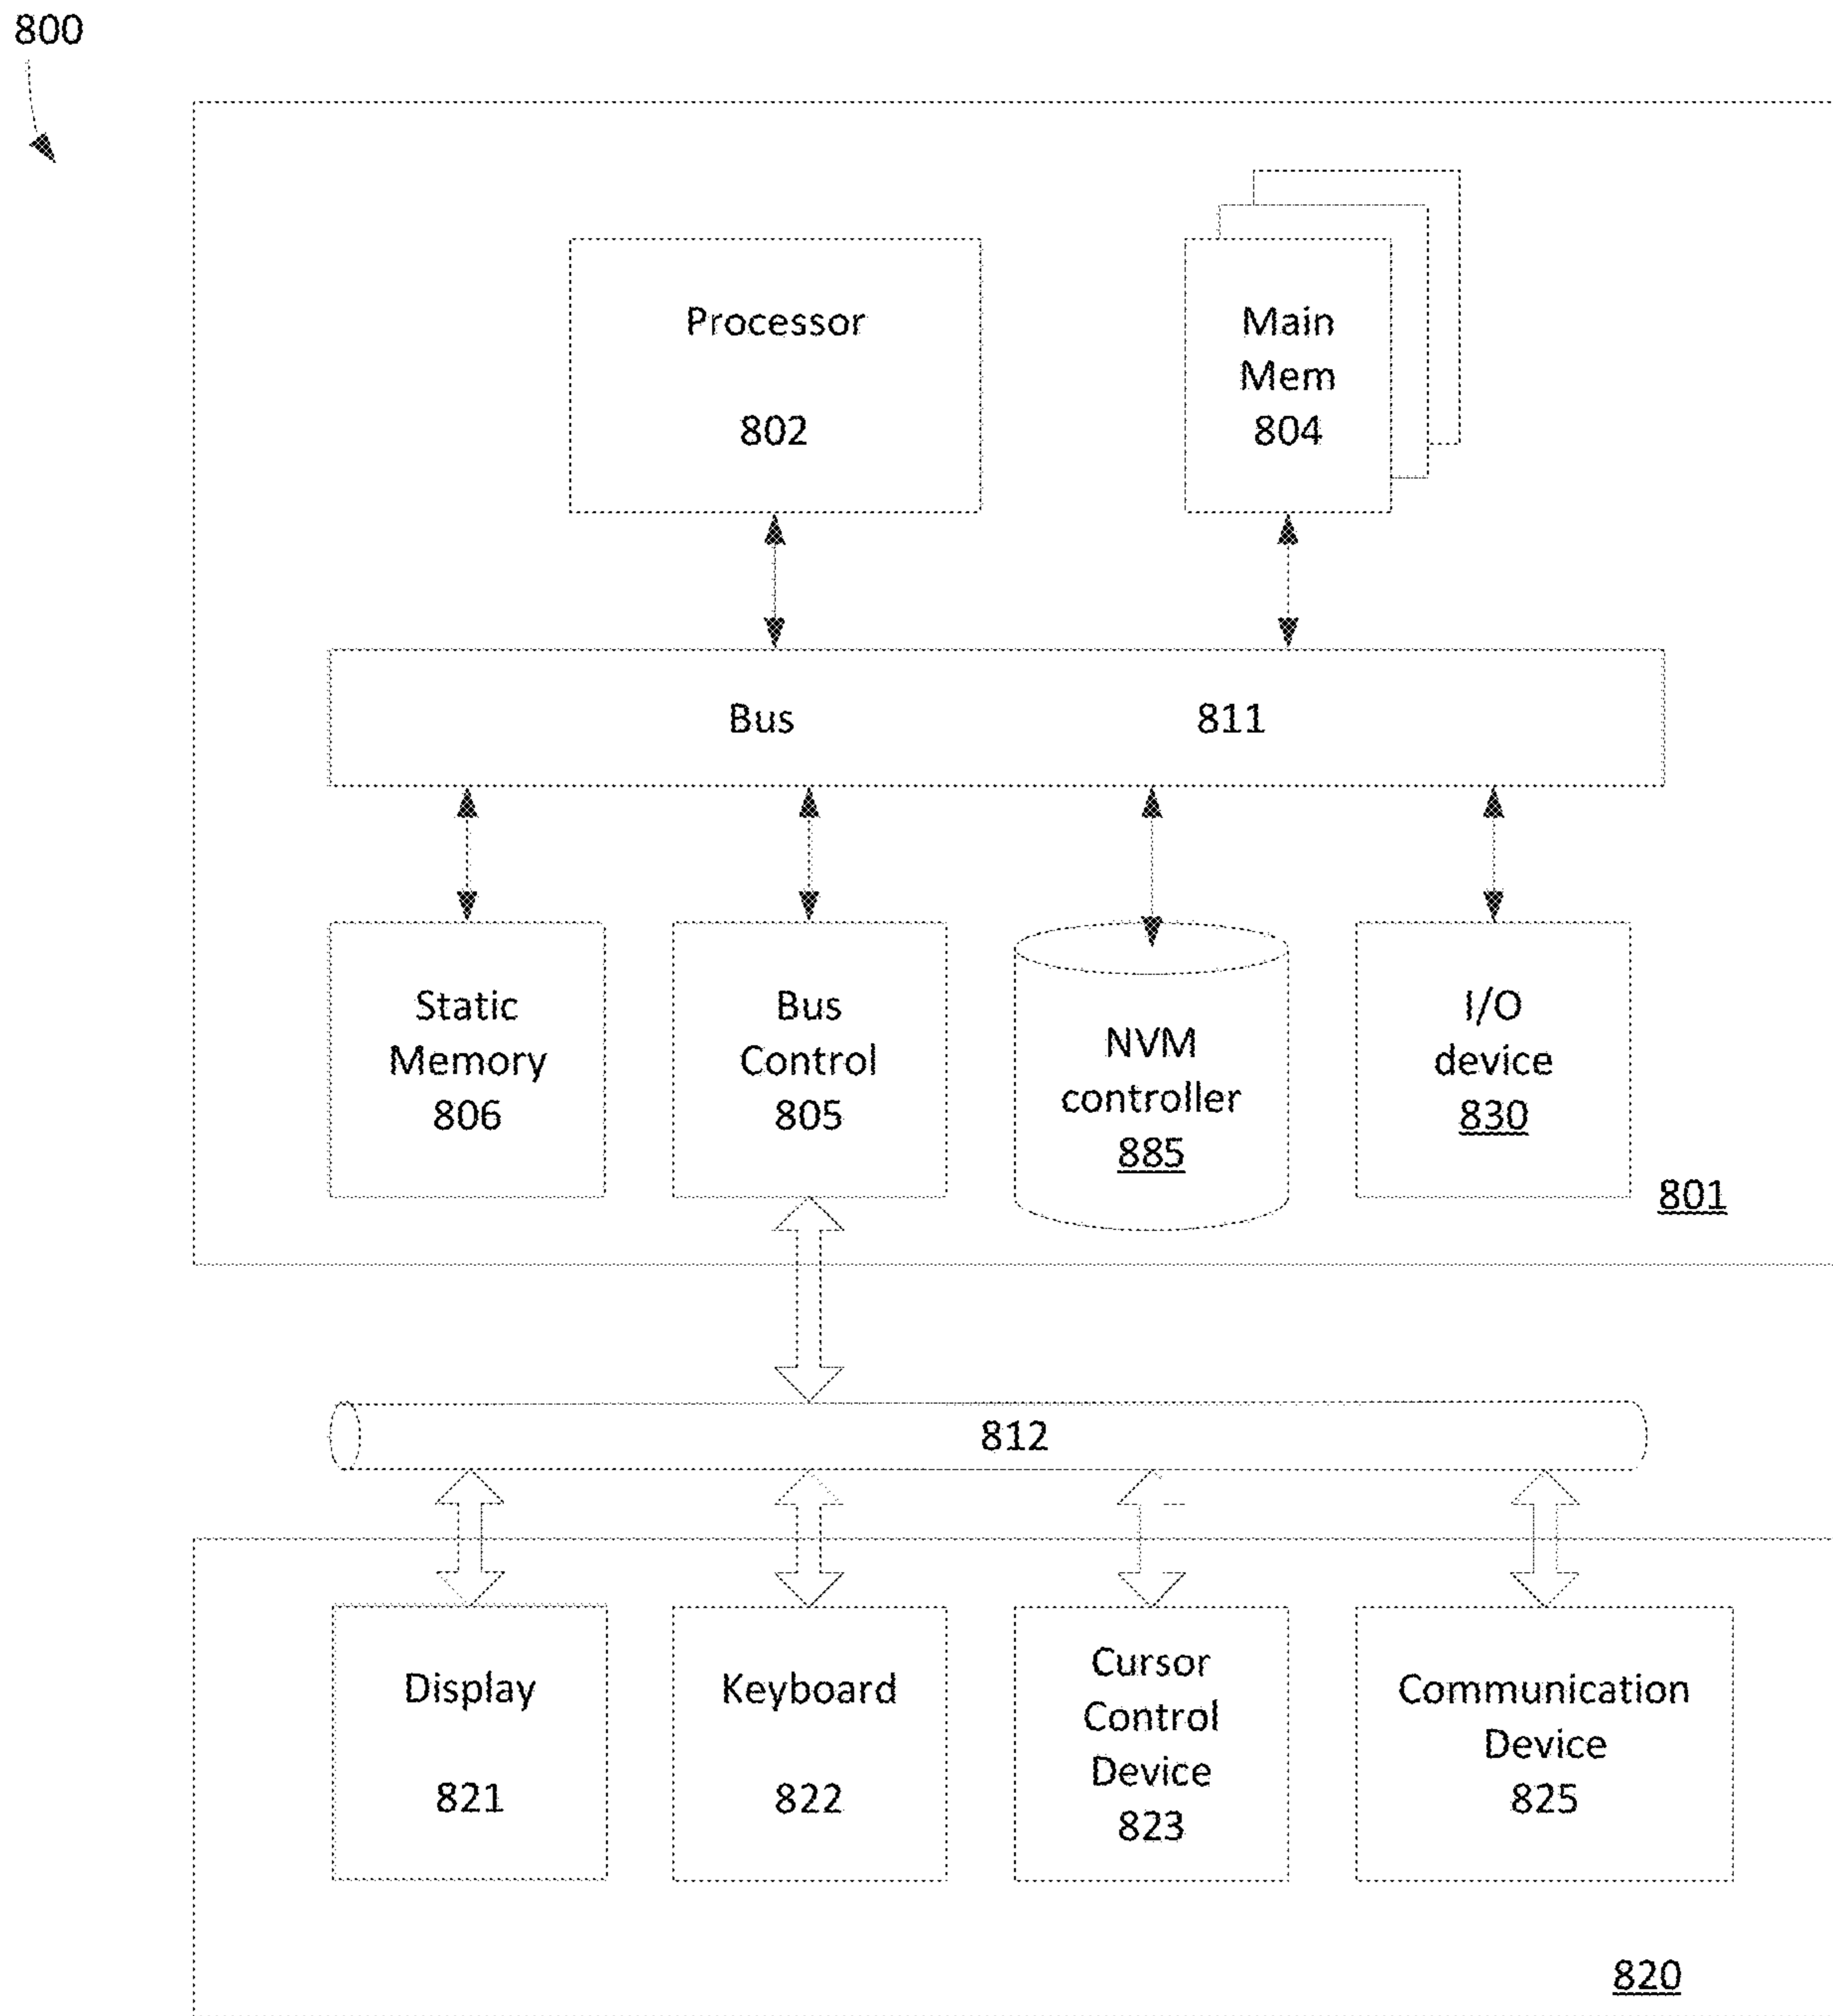 800
Processor
802
Main
Mem
804
Bus 811
Static
Memory
806
Bus
Control
805
NVM
controller
885
I/O
device
830
801
812
Display
821
Keyboard
822
Cursor
Control
Device
823
Communication
Device
825
820